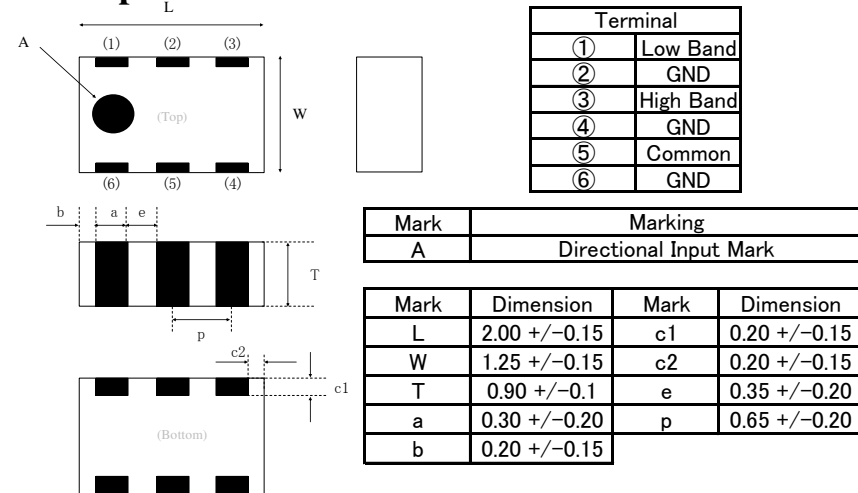 L
A
(1) (2) (3)
(Top)
W
(6) (5) (4)
b a e
T
p
c2
c1
(Bottom)
Terminal
① Low Band
② GND
③ High Band
④ GND
⑤ Common
⑥ GND
Mark Marking
A Directional Input Mark
Mark Dimension Mark Dimension
L 2.00 +/-0.15 c1 0.20 +/-0.15
W 1.25 +/-0.15 c2 0.20 +/-0.15
T 0.90 +/-0.1 e 0.35 +/-0.20
a 0.30 +/-0.20 p 0.65 +/-0.20
b 0.20 +/-0.15